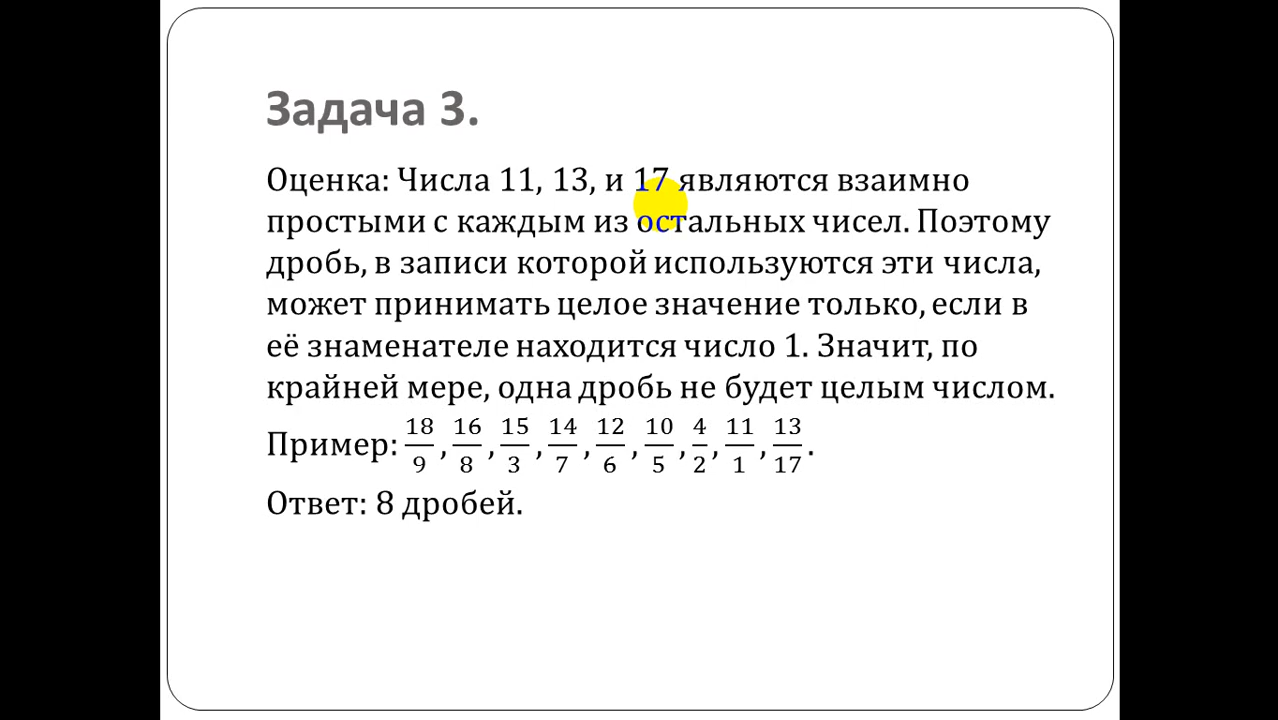 Задача 3.
Оценка: Числа 11, 13, и 17 являются взаимно
простыми с каждым из остальных чисел. Поэтому
дробь, в записи которой используются эти числа,
может принимать целое значение только, если в
её знаменателе находится число 1. Значит, по
крайней мере, одна дробь не будет целым числом.
Пример: 18/9, 16/8, 15/3, 14/7, 12/6, 10/5, 4/2, 11/1, 13/17.
Ответ: 8 дробей.